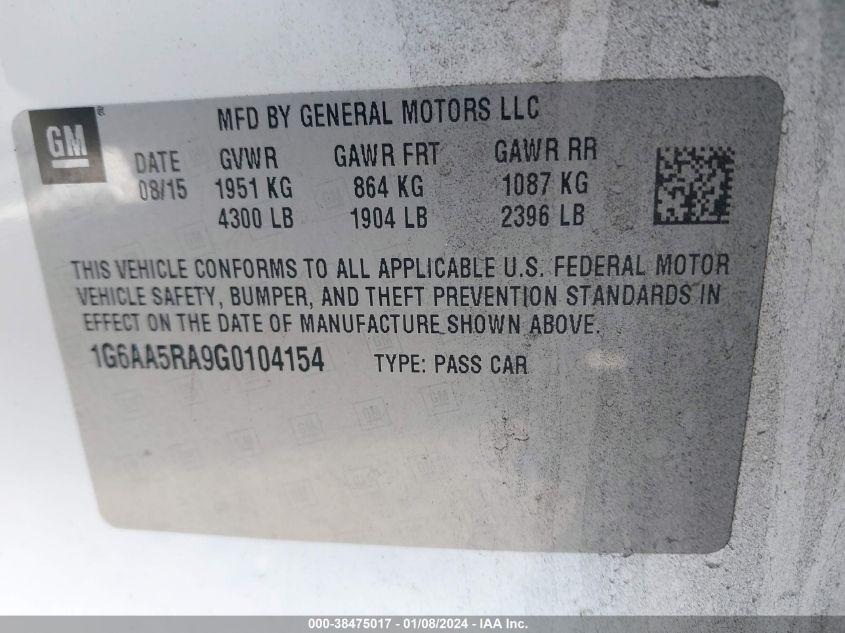 GM
MFD BY GENERAL MOTORS LLC
DATE GVWR GAWR FRT GAWR RR
08/15 1951 KG 864 KG 1087 KG
4300 LB 1904 LB 2396 LB
THIS VEHICLE CONFORMS TO ALL APPLICABLE U.S. FEDERAL MOTOR
VEHICLE SAFETY, BUMPER, AND THEFT PREVENTION STANDARDS IN
EFFECT ON THE DATE OF MANUFACTURE SHOWN ABOVE.
1G6AA5RA9G0104154 TYPE: PASS CAR
000-38475017 - 01/08/2024 - IAA Inc.